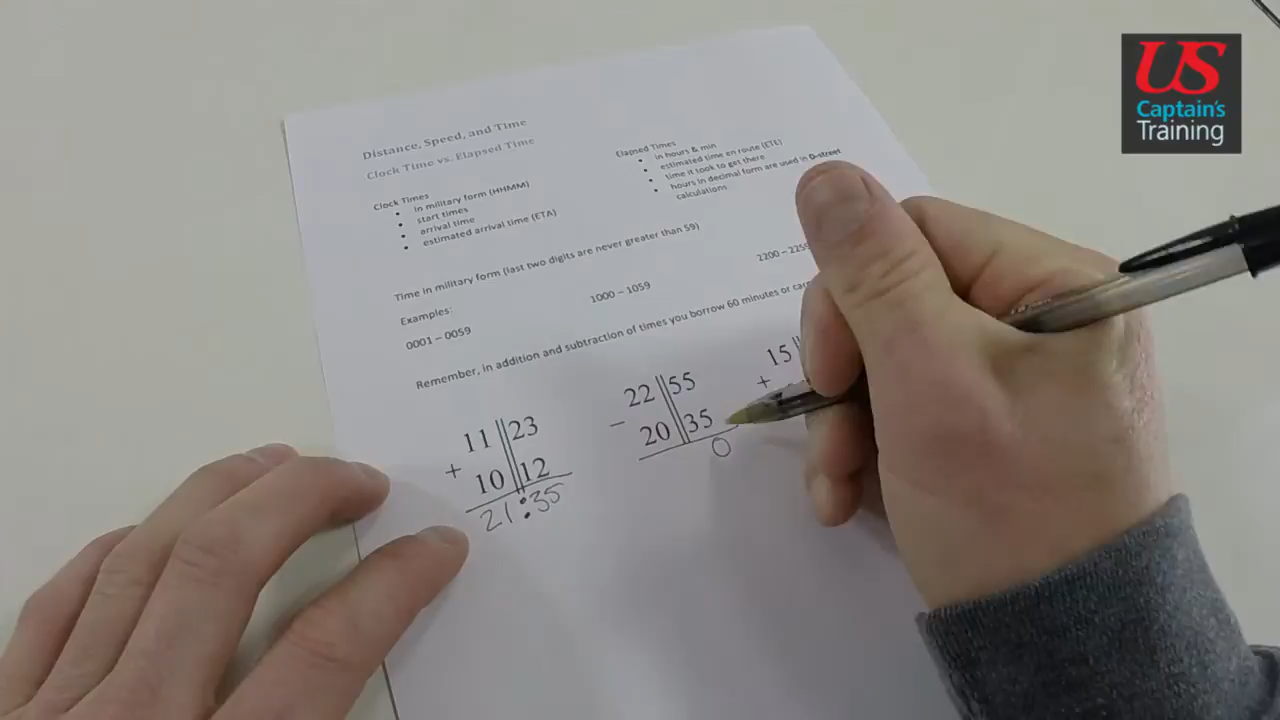 US
Captain's
Training
Distance, Speed, and Time
Clock Time vs. Elapsed Time
Clock Times
• in military form (HHMM)
• start times
• arrival time
• estimated arrival time (ETA)
Elapsed Times
• in hours & min
• estimated time en route (ETE)
• time it took to get there
• hours in decimal form are used in D-street
calculations
Time in military form (last two digits are never greater than 59)
Examples:
0001 – 0059
1000 – 1059
2200 – 2259
Remember, in addition and subtraction of times you borrow 60 minutes or
11 23
+ 10 12
21:35
22 55
– 20 35
0
15
+